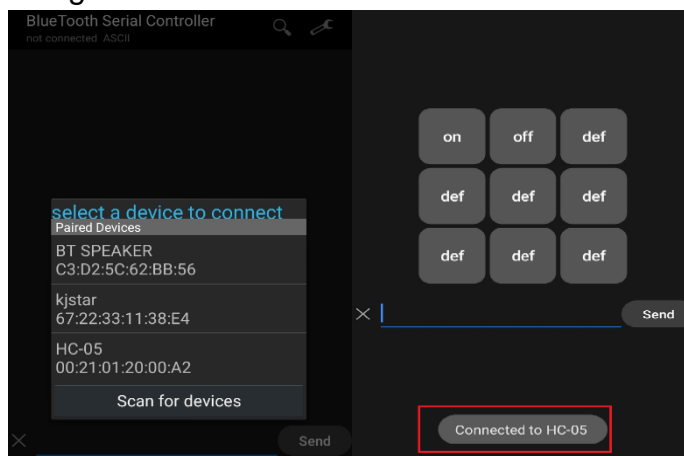 BlueTooth Serial Controller
not connected ASCII
select a device to connect
Paired Devices
BT SPEAKER
C3:D2:5C:62:BB:56
kjstar
67:22:33:11:38:E4
HC-05
00:21:01:20:00:A2
Scan for devices
Send
on off def
def def def
def def def
Send
Connected to HC-05